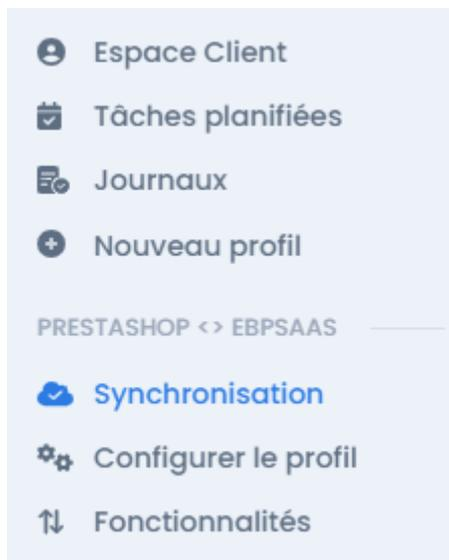 Espace Client
Tâches planifiées
Journaux
Nouveau profil
PRESTASHOP <> EBPSAAS
Synchronisation
Configurer le profil
Fonctionnalités